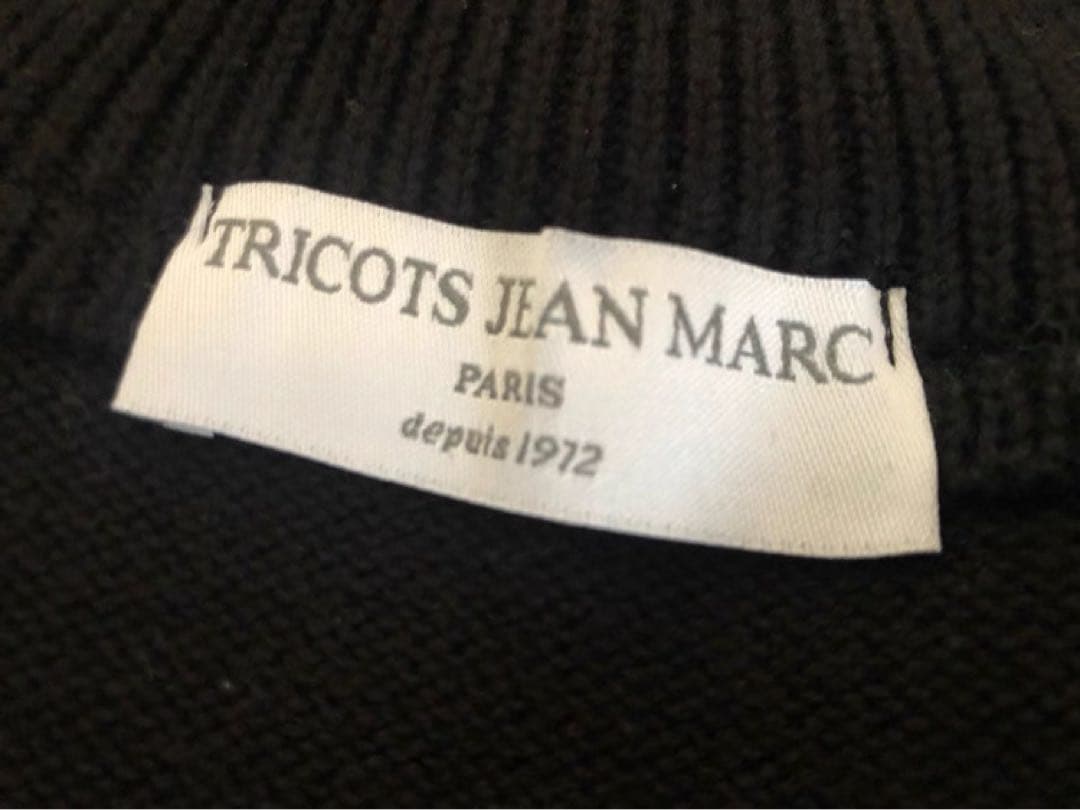 TRICOTS JEAN MARC
PARIS
depuis 1972